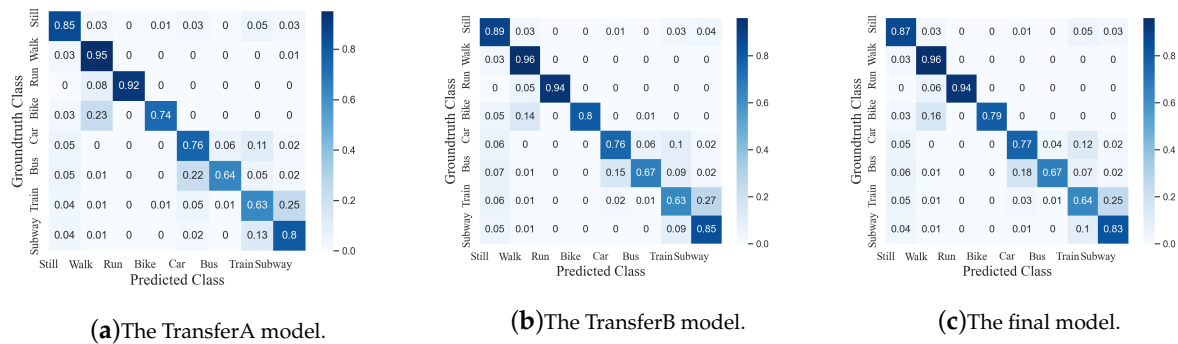 Groundtruth Class
Still 0.85 0.03 0 0.01 0.03 0 0.05 0.03
Walk 0.03 0.95 0 0 0 0 0 0.01
Run 0 0.08 0.92 0 0 0 0 0
Bike 0.03 0.23 0 0.74 0 0 0 0
Car 0.05 0 0 0 0.76 0.06 0.11 0.02
Bus 0.05 0.01 0 0 0.22 0.64 0.05 0.02
Train 0.04 0.01 0 0.01 0.05 0.01 0.63 0.25
Subway 0.04 0.01 0 0 0.02 0 0.13 0.8
Still Walk Run Bike Car Bus Train Subway
Predicted Class
0.8
0.6
0.4
0.2
0.0
(a)The TransferA model.
Groundtruth Class
Still 0.89 0.03 0 0 0.01 0 0.03 0.04
Walk 0.03 0.96 0 0 0 0 0 0
Run 0 0.05 0.94 0 0 0 0 0
Bike 0.05 0.14 0 0.8 0 0.01 0 0
Car 0.06 0 0 0 0.76 0.06 0.1 0.02
Bus 0.07 0.01 0 0 0.15 0.67 0.09 0.02
Train 0.06 0.01 0 0 0.02 0.01 0.63 0.27
Subway 0.05 0.01 0 0 0.01 0 0.09 0.85
Still Walk Run Bike Car Bus Train Subway
Predicted Class
0.8
0.6
0.4
0.2
0.0
(b)The TransferB model.
Groundtruth Class
Still 0.87 0.03 0 0 0.01 0 0.05 0.03
Walk 0.03 0.96 0 0 0 0 0 0
Run 0 0.06 0.94 0 0 0 0 0
Bike 0.03 0.16 0 0.79 0 0 0 0
Car 0.05 0 0 0 0.77 0.04 0.12 0.02
Bus 0.06 0.01 0 0 0.18 0.67 0.07 0.02
Train 0.04 0.01 0 0 0.03 0.01 0.64 0.25
Subway 0.04 0.01 0 0 0.01 0 0.1 0.83
Still Walk Run Bike Car Bus Train Subway
Predicted Class
0.8
0.6
0.4
0.2
0.0
(c)The final model.